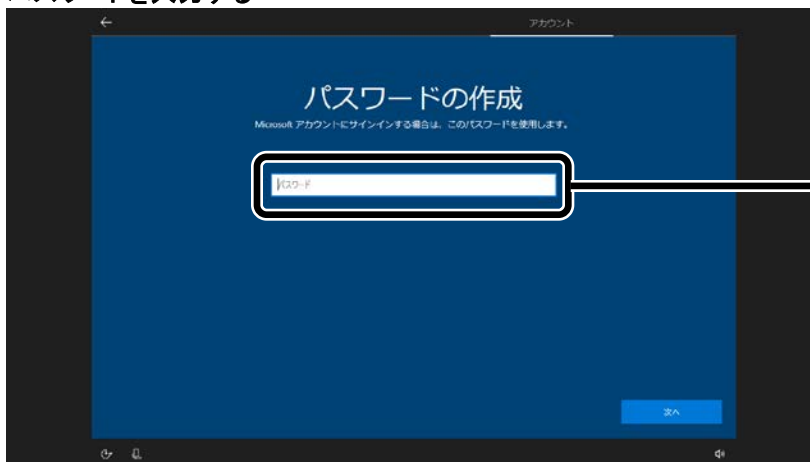 パスワードを入力する
アカウント
パスワードの作成
Microsoft アカウントにサインインする場合は、このパスワードを使用します。
パスワード
次へ